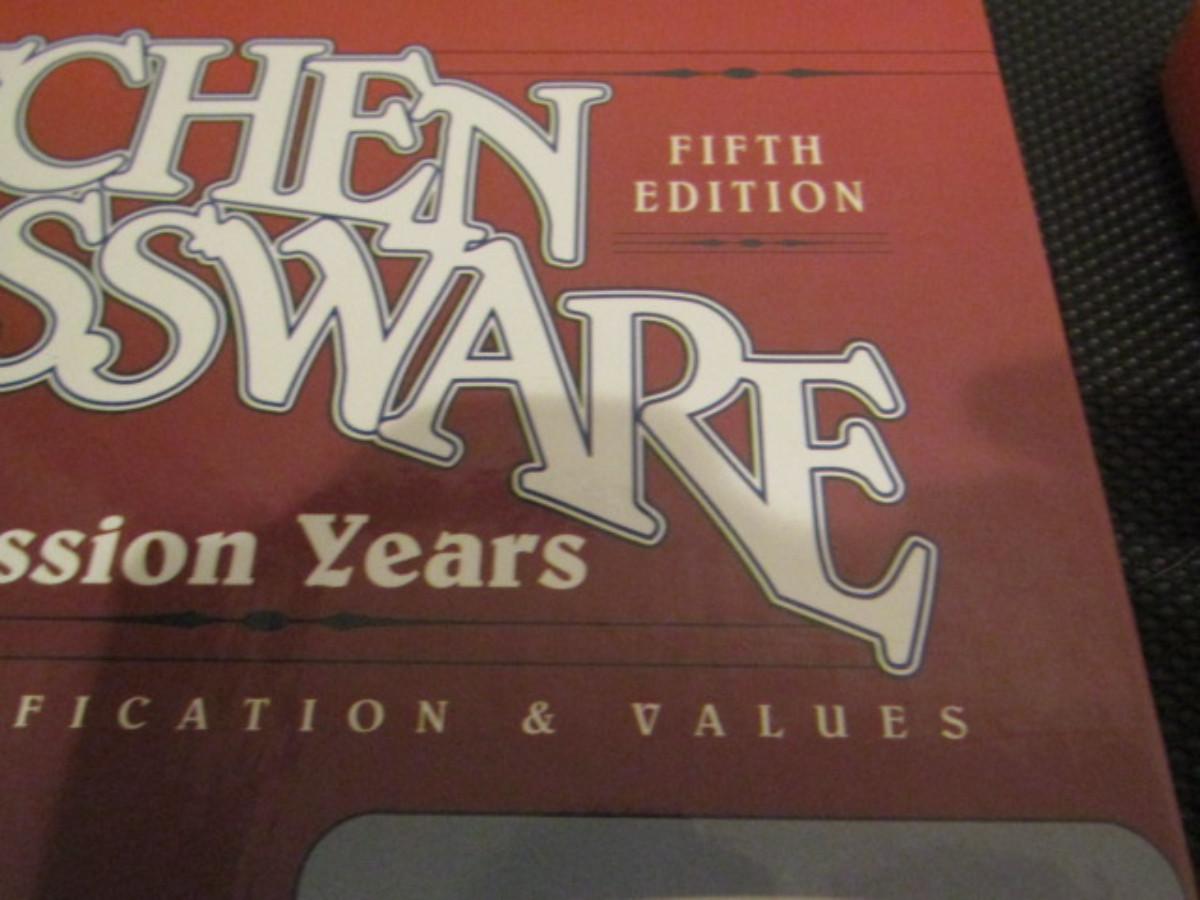 CHEN
FIFTH
EDITION
SSWARE
ssion Years
FICATION & VALUES